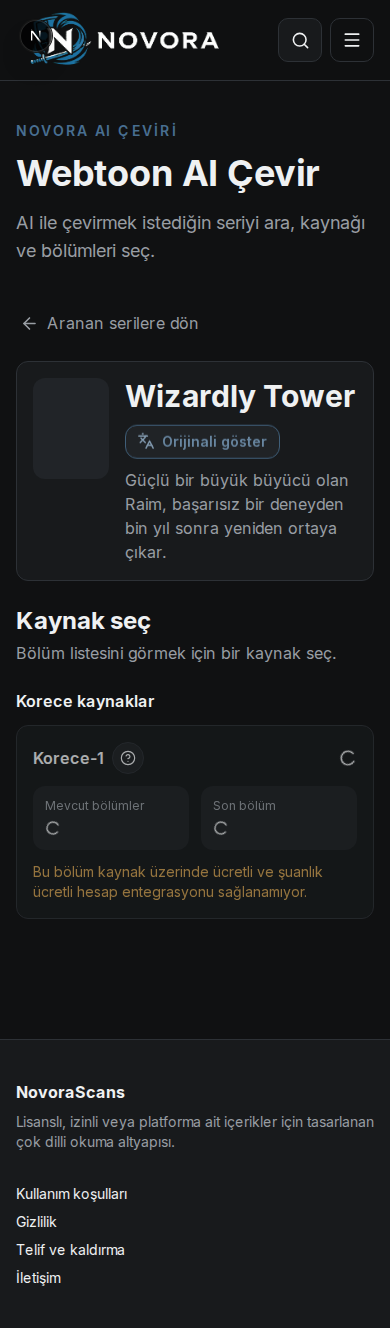 N N NOVORA
NOVORA AI ÇEVİRİ
Webtoon AI Çevir
AI ile çevirmek istediğin seriyi ara, kaynağı
ve bölümleri seç.
Aranan serilere dön
Wizardly Tower
Orijinali göster
Güçlü bir büyük büyücü olan
Raim, başarısız bir deneyden
bin yıl sonra yeniden ortaya
çıkar.
Kaynak seç
Bölüm listesini görmek için bir kaynak seç.
Korece kaynaklar
Korece-1
Mevcut bölümler
Son bölüm
Bu bölüm kaynak üzerinde ücretli ve şuanlık
ücretli hesap entegrasyonu sağlanamıyor.
NovoraScans
Lisanslı, izinli veya platforma ait içerikler için tasarlanan
çok dilli okuma altyapısı.
Kullanım koşulları
Gizlilik
Telif ve kaldırma
İletişim